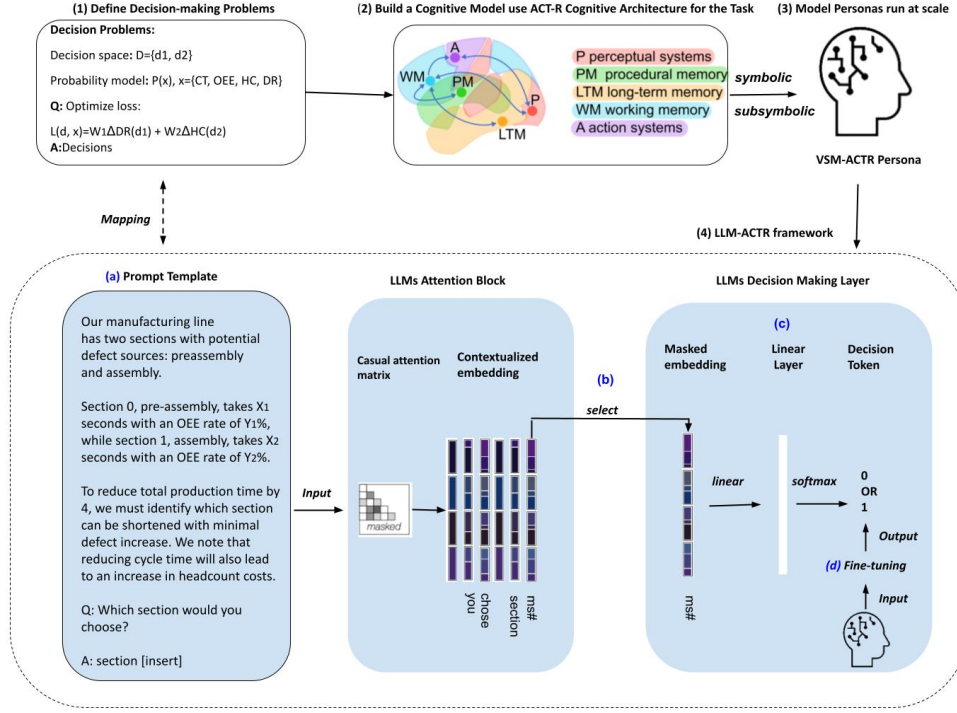 (1) Define Decision-making Problems
Decision Problems:
Decision space: D={d1, d2}
Probability model: P(x), x={CT, OEE, HC, DR}
Q: Optimize loss:
L(d, x)=W1ΔDR(d1) + W2ΔHC(d2)
A:Decisions
(2) Build a Cognitive Model use ACT-R Cognitive Architecture for the Task
A
WM
PM
P
LTM
P perceptual systems
PM procedural memory
LTM long-term memory
WM working memory
A action systems
symbolic
subsymbolic
(3) Model Personas run at scale
VSM-ACTR Persona
Mapping
(4) LLM-ACTR framework
(a) Prompt Template
Our manufacturing line
has two sections with potential
defect sources: preassembly
and assembly.
Section 0, pre-assembly, takes X1
seconds with an OEE rate of Y1%,
while section 1, assembly, takes X2
seconds with an OEE rate of Y2%.
To reduce total production time by
4, we must identify which section
can be shortened with minimal
defect increase. We note that
reducing cycle time will also lead
to an increase in headcount costs.
Q: Which section would you
choose?
A: section [insert]
Input
LLMs Attention Block
Casual attention
matrix
Contextualized
embedding
masked
you
chose
section
ms#
(b)
select
LLMs Decision Making Layer
(c)
Masked
embedding
Linear
Layer
Decision
Token
linear
softmax
0
OR
1
Output
(d) Fine-tuning
Input
ms#